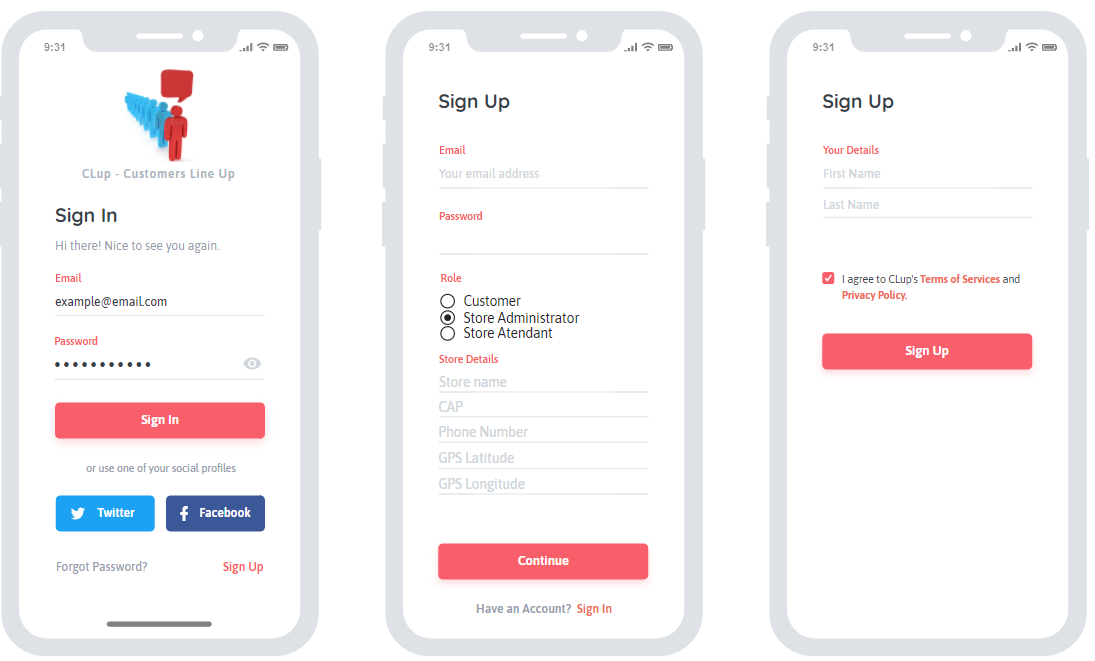 9:31
CLup - Customers Line Up
Sign In
Hi there! Nice to see you again.
Email
example@email.com
Password
•••••••••••
Sign In
or use one of your social profiles
Twitter
Facebook
Forgot Password?
Sign Up
9:31
Sign Up
Email
Your email address
Password
Role
Customer
Store Administrator
Store Atendant
Store Details
Store name
CAP
Phone Number
GPS Latitude
GPS Longitude
Continue
Have an Account? Sign In
9:31
Sign Up
Your Details
First Name
Last Name
I agree to CLup's Terms of Services and
Privacy Policy.
Sign Up